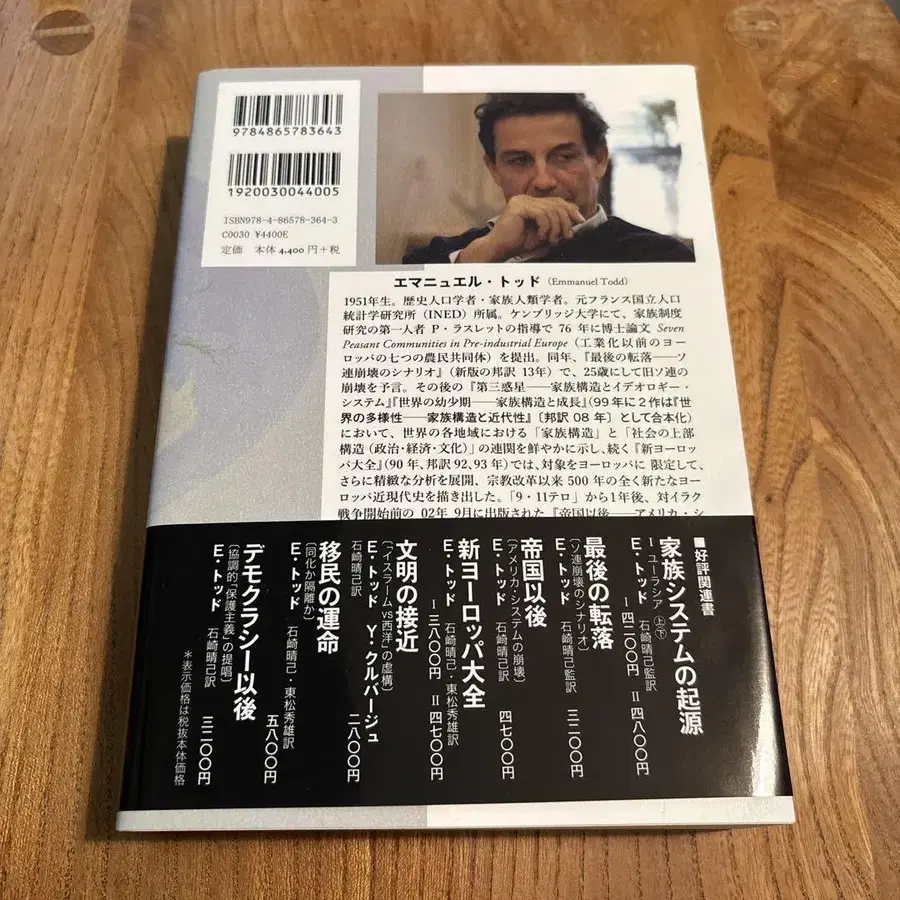 9784865783643
1920030044005
ISBN978-4-86578-364-3
C0030 ¥4400E
定価 本体 4,400 円+税
エマニュエル・トッド (Emmanuel Todd)
1951年生。歴史人口学者・家族人類学者。元フランス国立人口
統計学研究所(INED)所属。ケンブリッジ大学にて、家族制度
研究の第一人者 P・ラスレットの指導で 76 年に博士論文 Seven
Peasant Communities in Pre-industrial Europe(工業化以前のヨー
ロッパの七つの農民共同体)を提出。同年、『最後の転落――ソ
連崩壊のシナリオ』(新版の邦訳 13年)で、25歳にして旧ソ連の
崩壊を予言。その後の『第三惑星――家族構造とイデオロギー・
システム』『世界の幼少期――家族構造と成長』(99年に2作は『世
界の多様性――家族構造と近代性』〔邦訳 08 年〕として合本化)
において、世界の各地域における「家族構造」と「社会の上部
構造(政治・経済・文化)」の連関を鮮やかに示し、続く『新ヨーロッ
パ大全』(90 年、邦訳 92、93 年)では、対象をヨーロッパに 限定して、
さらに精緻な分析を展開、宗教改革以来 500 年の全く新たなヨー
ロッパ近現代史を描き出した。「9・11テロ」から1年後、対イラク
戦争開始前の 02年 9月に出版された『帝国以後――アメリカ・シ
■好評関連書
家族システムの起源
Ⅰ ユーラシア 上・下
E・トッド 石崎晴己監訳
Ⅰ 四二〇〇円 Ⅱ 四八〇〇円
最後の転落
〔ソ連崩壊のシナリオ〕
E・トッド 石崎晴己監訳 三二〇〇円
帝国以後
〔アメリカ・システムの崩壊〕
E・トッド 石崎晴己訳 四七〇〇円
新ヨーロッパ大全
E・トッド 石崎晴己・東松秀雄訳
Ⅰ 三八〇〇円 Ⅱ 四七〇〇円
文明の接近
〔「イスラームvs西洋」の虚構〕
E・トッド Y・クルバージュ
石崎晴己訳 二八〇〇円
移民の運命
〔同化か隔離か〕
E・トッド 石崎晴己・東松秀雄訳 五八〇〇円
デモクラシー以後
〔協調的「保護主義」の提唱〕
E・トッド 石崎晴己訳 三二〇〇円
*表示価格は税抜本体価格